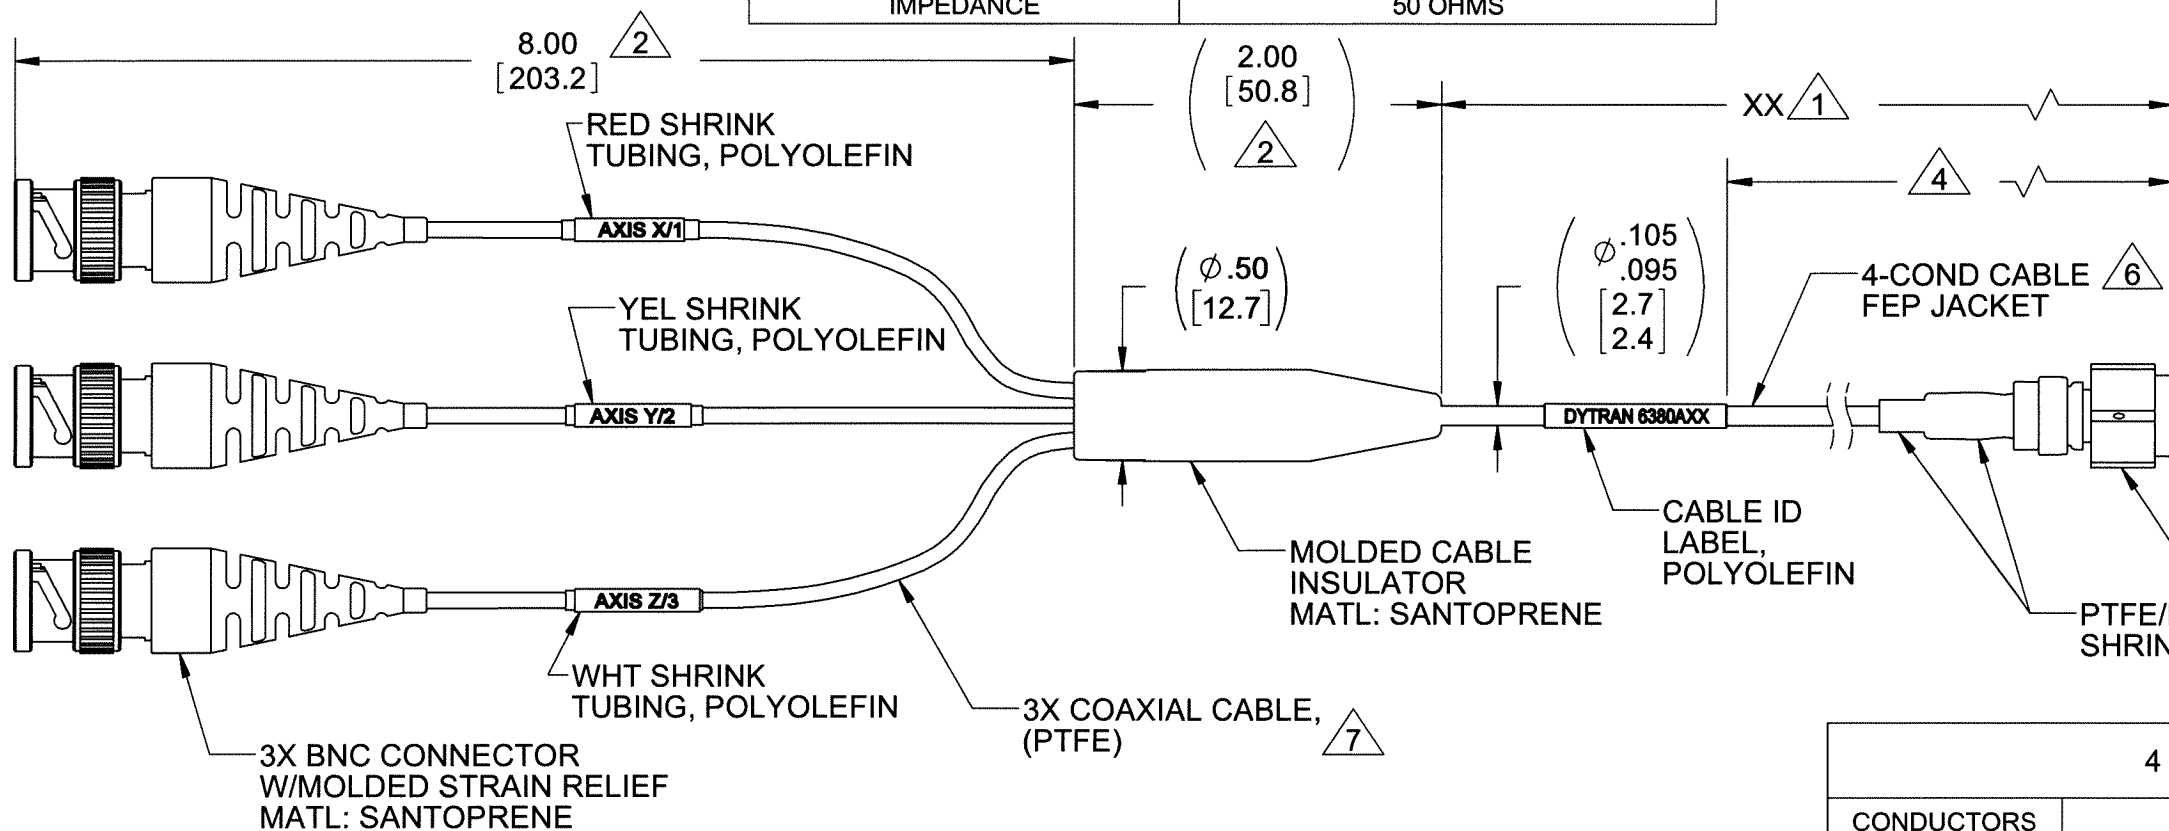 IMPEDANCE
50 OHMS
8.00
[203.2]
2
2.00
[50.8]
2
XX
1
4
RED SHRINK
TUBING, POLYOLEFIN
AXIS X/1
Ø.50
[12.7]
Ø.105
.095
[2.7
2.4]
4-COND CABLE
FEP JACKET
6
YEL SHRINK
TUBING, POLYOLEFIN
AXIS Y/2
DYTRAN 6380AXX
CABLE ID
LABEL,
POLYOLEFIN
MOLDED CABLE
INSULATOR
MATL: SANTOPRENE
AXIS Z/3
PTFE/
SHRIN
WHT SHRINK
TUBING, POLYOLEFIN
3X COAXIAL CABLE,
(PTFE)
7
3X BNC CONNECTOR
W/MOLDED STRAIN RELIEF
MATL: SANTOPRENE
4
CONDUCTORS